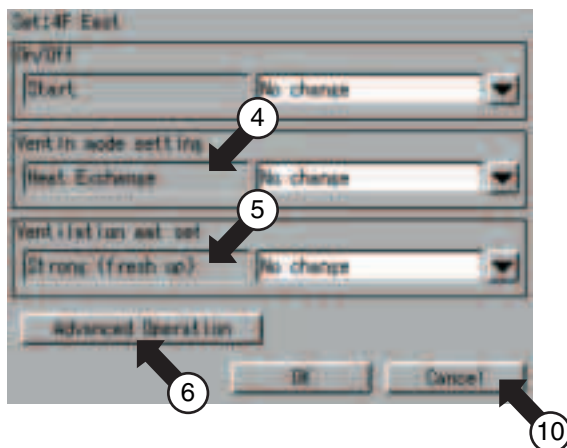 Set:4F East
On/Off
Start
No change
4
Ventin mode setting
Heat Exchange
No change
5
Ventilation amt set
Strong (fresh up)
No change
Advanced Operation
6
OK
Cancel
10